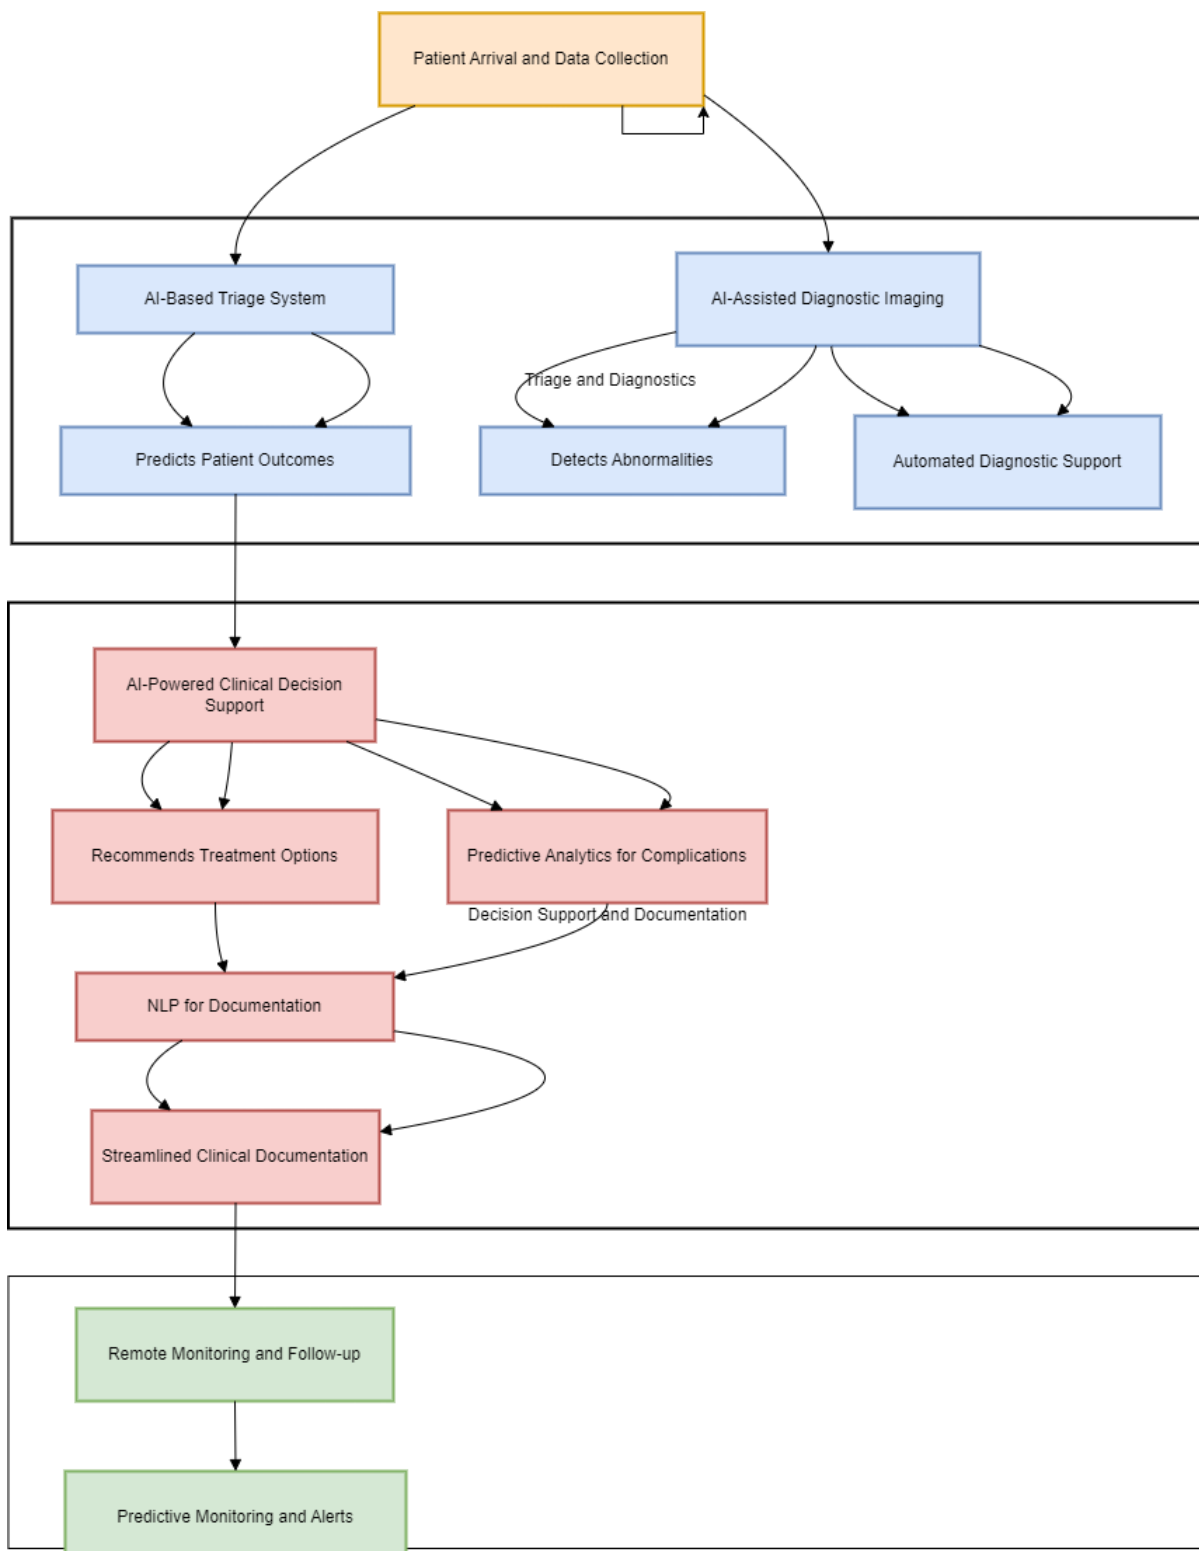 Patient Arrival and Data Collection
AI-Based Triage System
AI-Assisted Diagnostic Imaging
Triage and Diagnostics
Predicts Patient Outcomes
Detects Abnormalities
Automated Diagnostic Support
AI-Powered Clinical Decision
Support
Recommends Treatment Options
Predictive Analytics for Complications
Decision Support and Documentation
NLP for Documentation
Streamlined Clinical Documentation
Remote Monitoring and Follow-up
Predictive Monitoring and Alerts